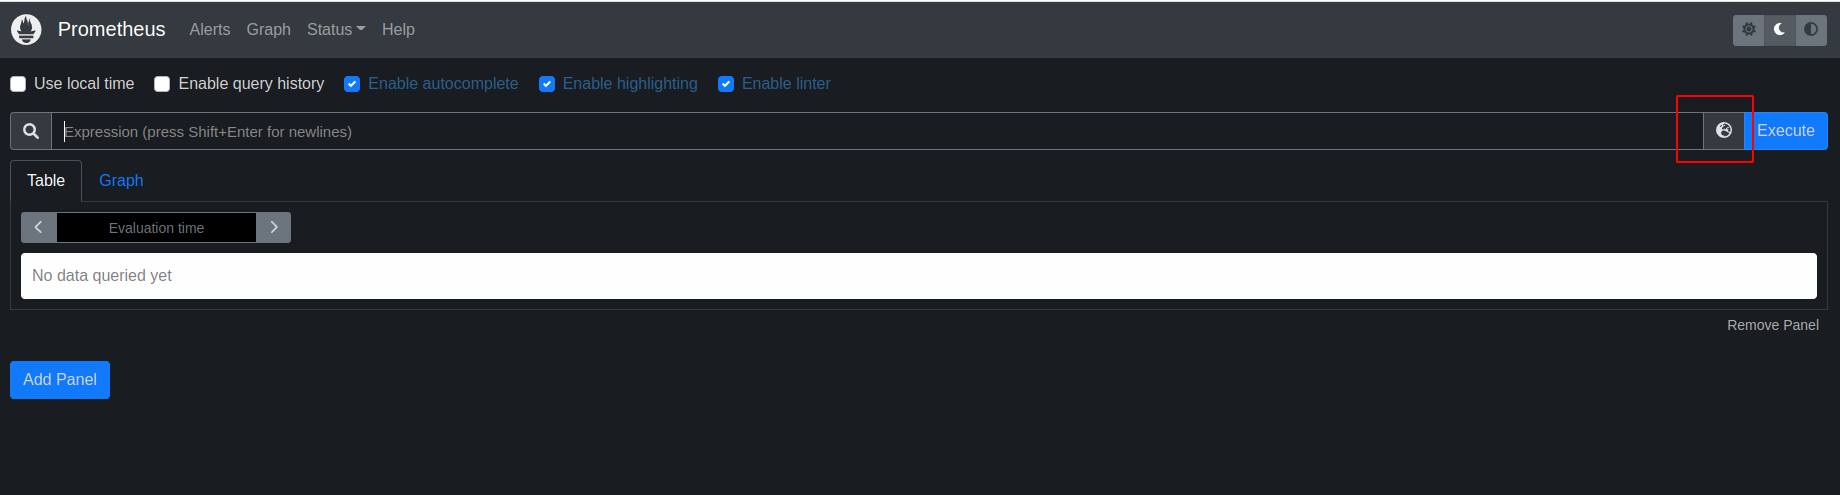 Prometheus Alerts Graph Status Help
Use local time Enable query history Enable autocomplete Enable highlighting Enable linter
Expression (press Shift+Enter for newlines) Execute
Table Graph
Evaluation time
No data queried yet
Remove Panel
Add Panel